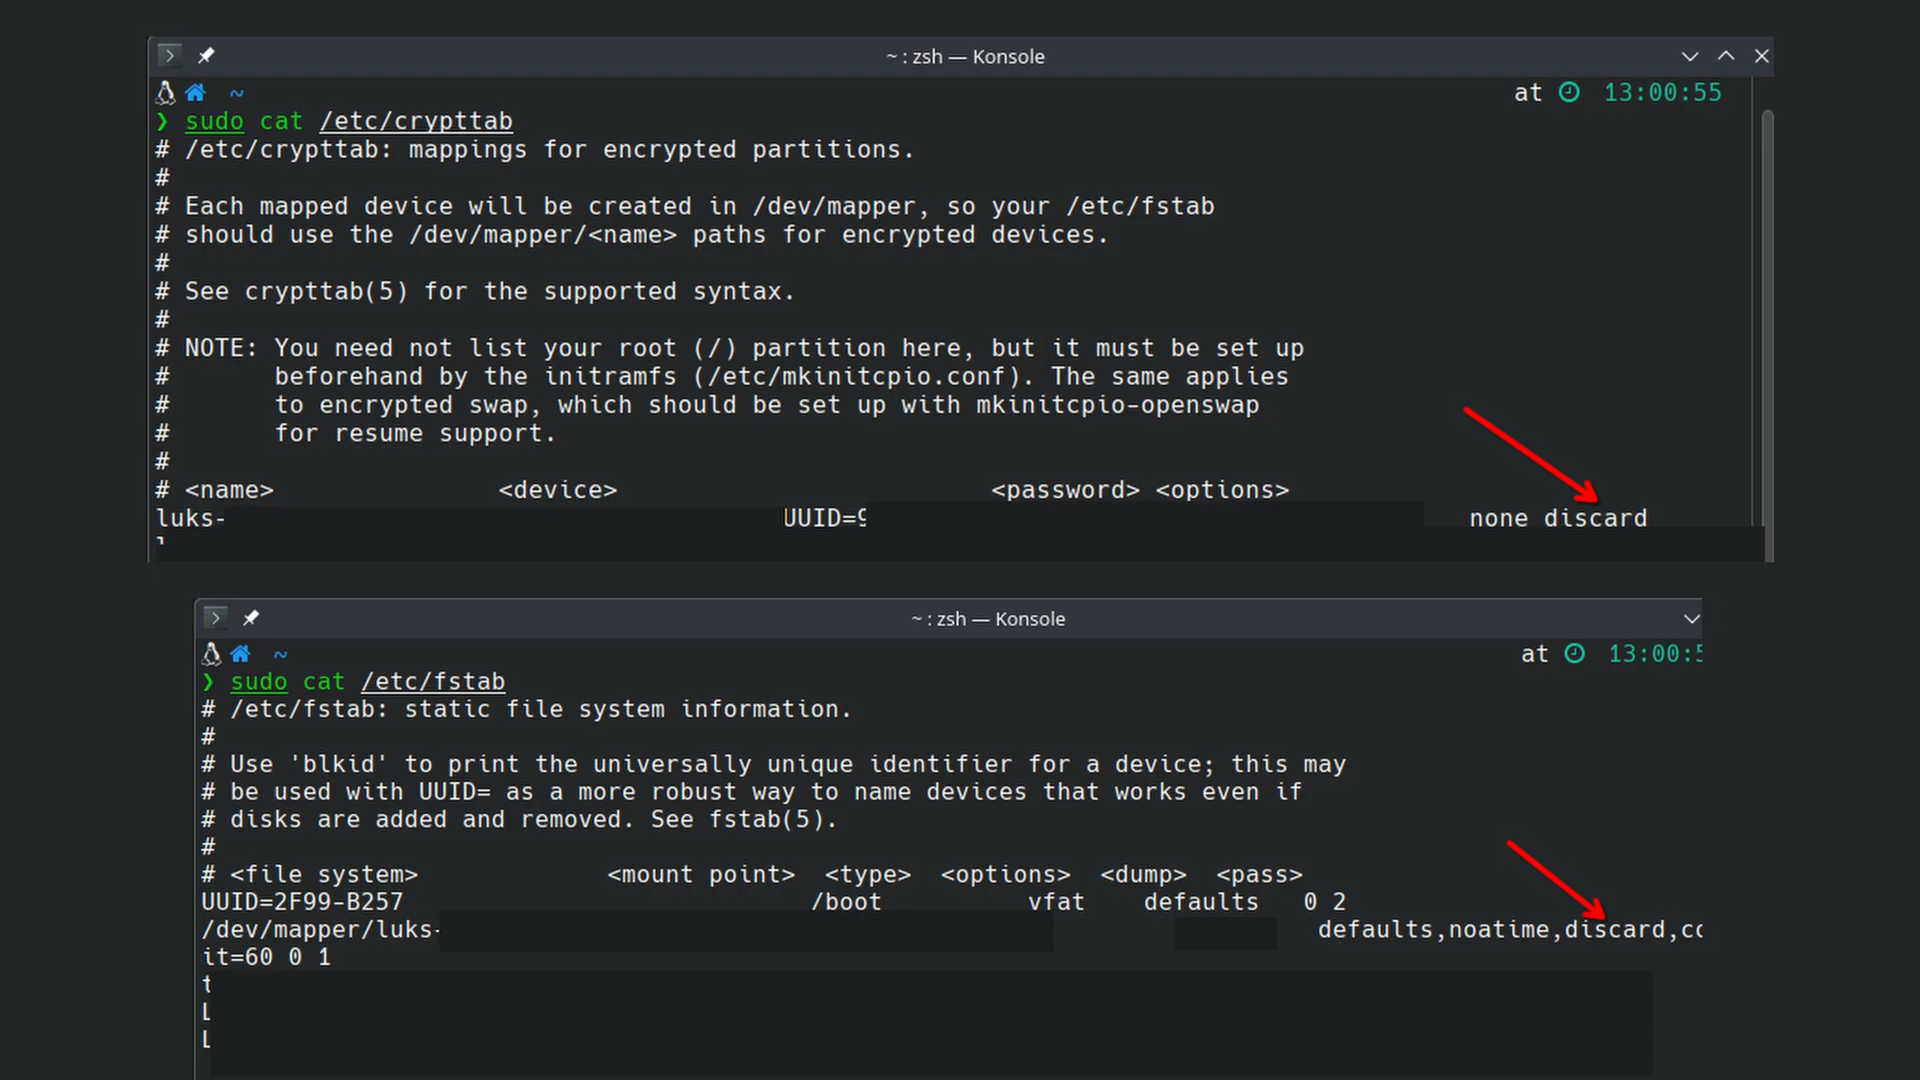 ~ : zsh — Konsole
~ at 13:00:55
❯ sudo cat /etc/crypttab
# /etc/crypttab: mappings for encrypted partitions.
#
# Each mapped device will be created in /dev/mapper, so your /etc/fstab
# should use the /dev/mapper/<name> paths for encrypted devices.
#
# See crypttab(5) for the supported syntax.
#
# NOTE: You need not list your root (/) partition here, but it must be set up
#       beforehand by the initramfs (/etc/mkinitcpio.conf). The same applies
#       to encrypted swap, which should be set up with mkinitcpio-openswap
#       for resume support.
#
# <name>               <device>                         <password> <options>
luks- UUID=9 none discard
~ : zsh — Konsole
~ at 13:00:5
❯ sudo cat /etc/fstab
# /etc/fstab: static file system information.
#
# Use 'blkid' to print the universally unique identifier for a device; this may
# be used with UUID= as a more robust way to name devices that works even if
# disks are added and removed. See fstab(5).
#
# <file system>             <mount point>  <type>  <options>  <dump>  <pass>
UUID=2F99-B257                            /boot          vfat    defaults   0 2
/dev/mapper/luks- defaults,noatime,discard,co
it=60 0 1
t
L
L